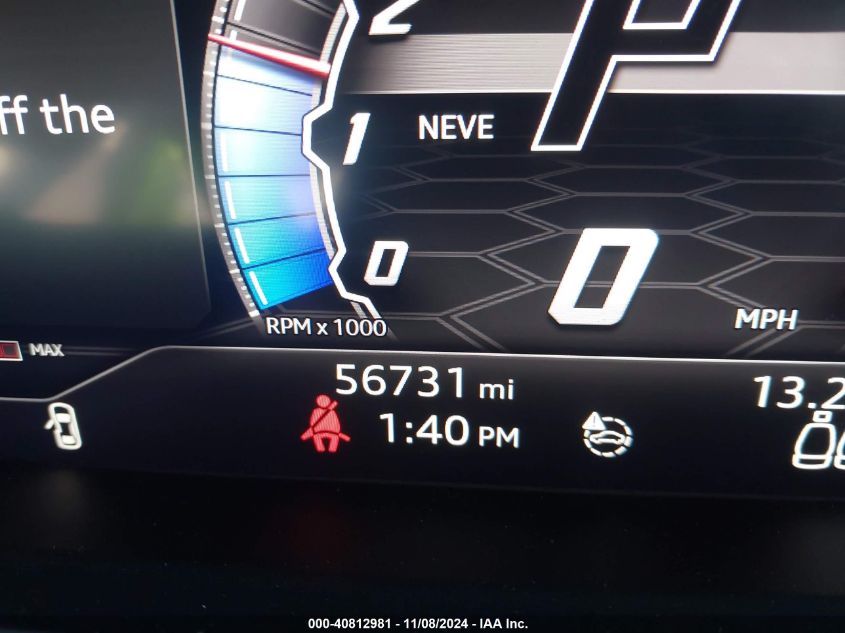 2
P
ff the
1
NEVE
0
0
RPM x 1000
MPH
MAX
56731 mi
13.2
1:40 PM
000-40812981 - 11/08/2024 - IAA Inc.